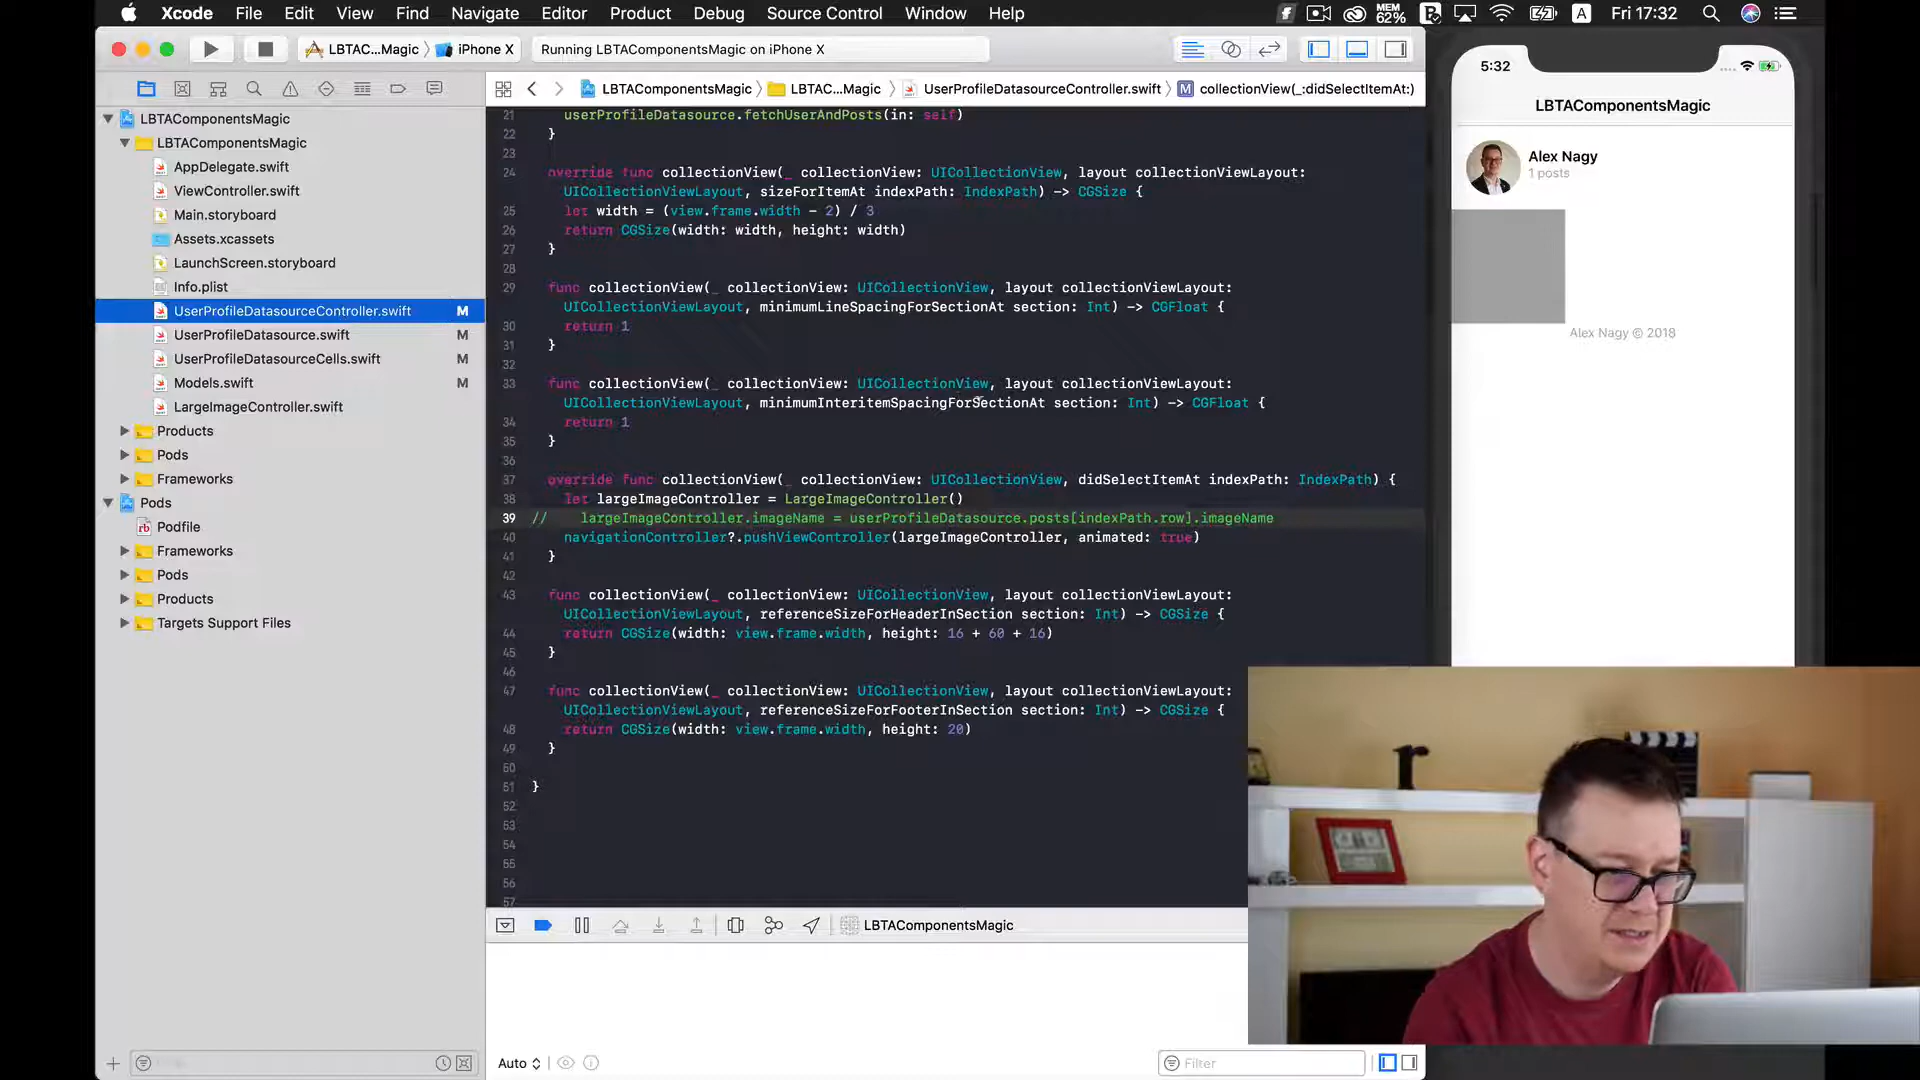 Xcode File Edit View Find Navigate Editor Product Debug Source Control Window Help MEM 62% A Fri 17:32
LBTAC...Magic iPhone X Running LBTAComponentsMagic on iPhone X
LBTAComponentsMagic LBTAC...Magic UserProfileDatasourceController.swift M collectionView(_:didSelectItemAt:)
LBTAComponentsMagic
LBTAComponentsMagic
AppDelegate.swift
ViewController.swift
Main.storyboard
Assets.xcassets
LaunchScreen.storyboard
Info.plist
UserProfileDatasourceController.swift M
UserProfileDatasource.swift M
UserProfileDatasourceCells.swift M
Models.swift M
LargeImageController.swift
Products
Pods
Frameworks
Pods
Podfile
Frameworks
Pods
Products
Targets Support Files
21 userProfileDatasource.fetchUserAndPosts(in: self)
22 }
23
24 override func collectionView(_ collectionView: UICollectionView, layout collectionViewLayout:
UICollectionViewLayout, sizeForItemAt indexPath: IndexPath) -> CGSize {
25 let width = (view.frame.width - 2) / 3
26 return CGSize(width: width, height: width)
27 }
28
29 func collectionView(_ collectionView: UICollectionView, layout collectionViewLayout:
UICollectionViewLayout, minimumLineSpacingForSectionAt section: Int) -> CGFloat {
30 return 1
31 }
32
33 func collectionView(_ collectionView: UICollectionView, layout collectionViewLayout:
UICollectionViewLayout, minimumInteritemSpacingForSectionAt section: Int) -> CGFloat {
34 return 1
35 }
36
37 override func collectionView(_ collectionView: UICollectionView, didSelectItemAt indexPath: IndexPath) {
38 let largeImageController = LargeImageController()
39 // largeImageController.imageName = userProfileDatasource.posts[indexPath.row].imageName
40 navigationController?.pushViewController(largeImageController, animated: true)
41 }
42
43 func collectionView(_ collectionView: UICollectionView, layout collectionViewLayout:
UICollectionViewLayout, referenceSizeForHeaderInSection section: Int) -> CGSize {
44 return CGSize(width: view.frame.width, height: 16 + 60 + 16)
45 }
46
47 func collectionView(_ collectionView: UICollectionView, layout collectionViewLayout:
UICollectionViewLayout, referenceSizeForFooterInSection section: Int) -> CGSize {
48 return CGSize(width: view.frame.width, height: 20)
49 }
50
51 }
52
53
54
55
56
57
LBTAComponentsMagic
Auto
Filter
5:32
LBTAComponentsMagic
Alex Nagy
1 posts
Alex Nagy © 2018